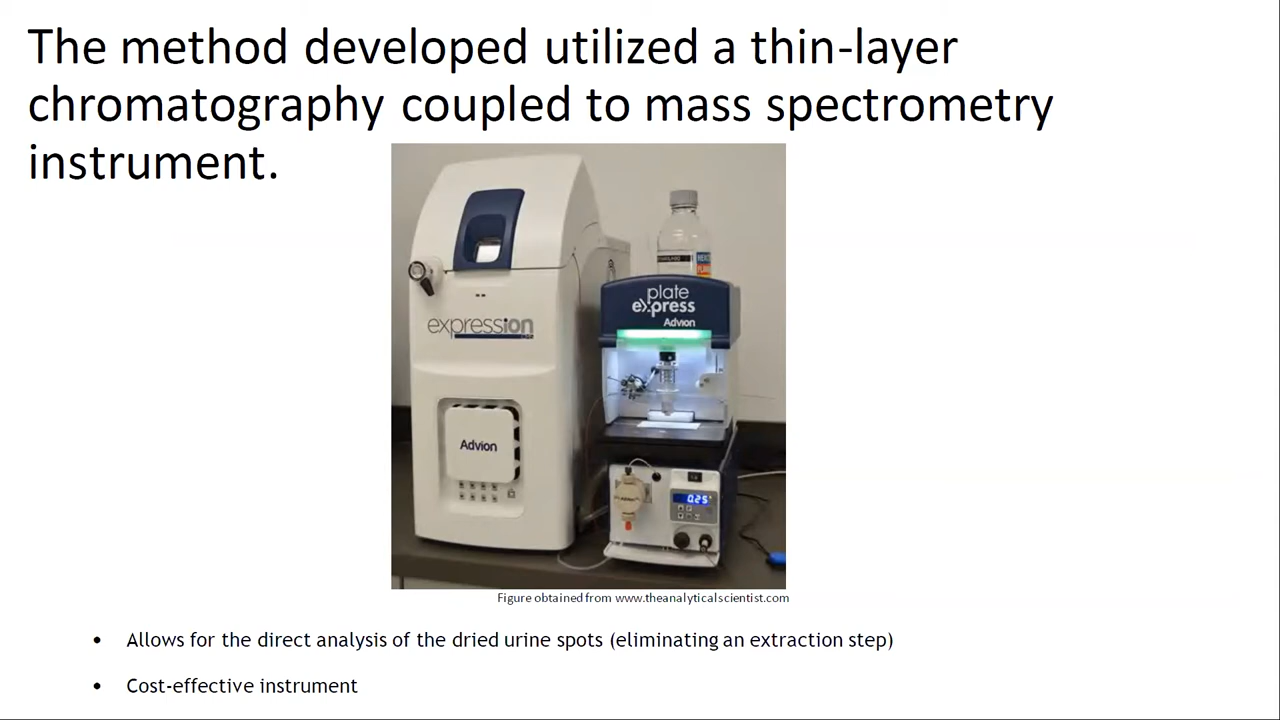 The method developed utilized a thin-layer
chromatography coupled to mass spectrometry
instrument.
plate
express
Advion
expression
Advion
0.25
Figure obtained from www.theanalyticalscientist.com
• Allows for the direct analysis of the dried urine spots (eliminating an extraction step)
• Cost-effective instrument